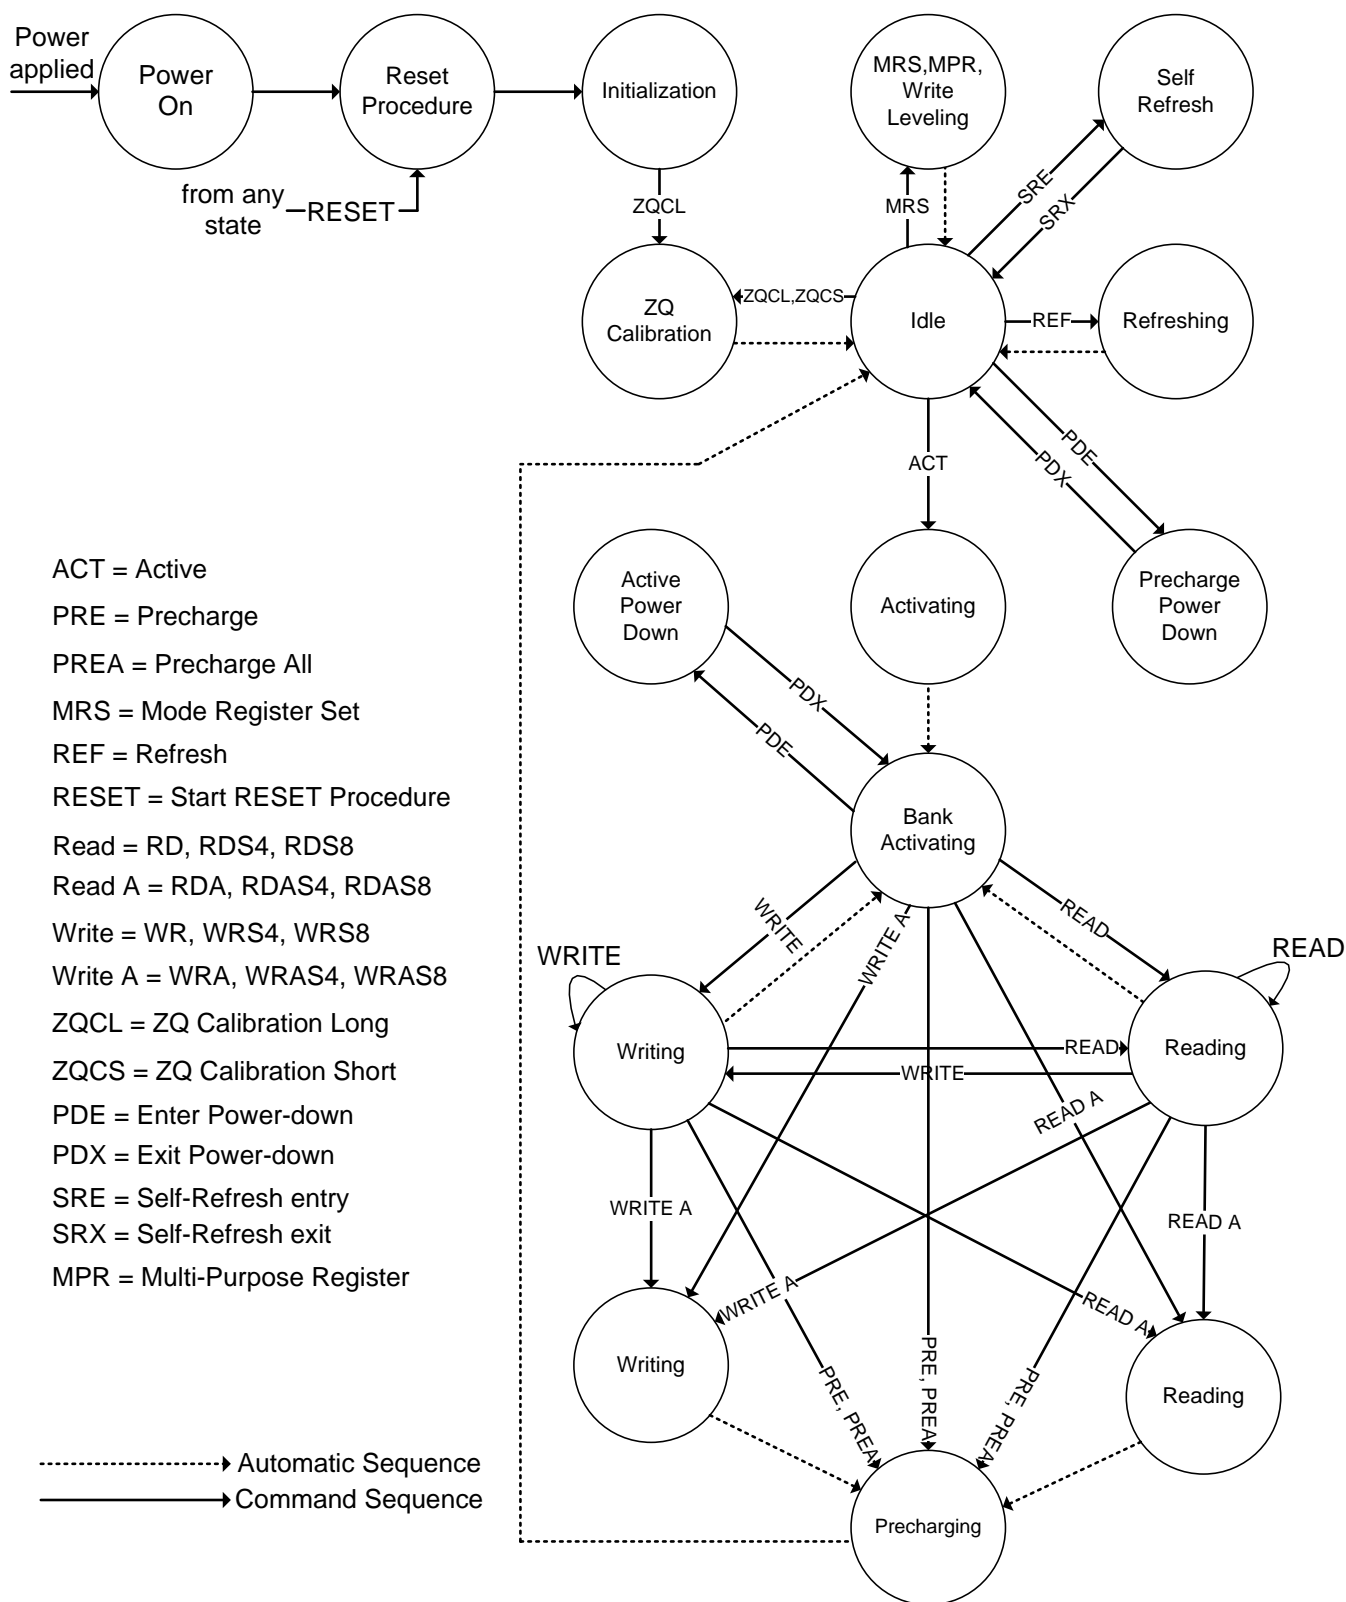 Power
applied
Power
On
Reset
Procedure
Initialization
MRS,MPR,
Write
Leveling
Self
Refresh
from any
state
RESET
ZQCL
MRS
SRE
SRX
ZQ
Calibration
ZQCL,ZQCS
Idle
REF
Refreshing
ACT
PDE
PDX
Active
Power
Down
Activating
Precharge
Power
Down
PDX
PDE
Bank
Activating
WRITE
WRITE A
READ
WRITE
READ
Writing
READ
WRITE
Reading
READ A
WRITE A
READ A
WRITE A
READ A
Writing
PRE, PREA
PRE, PREA
PRE, PREA
Reading
Precharging
ACT = Active
PRE = Precharge
PREA = Precharge All
MRS = Mode Register Set
REF = Refresh
RESET = Start RESET Procedure
Read = RD, RDS4, RDS8
Read A = RDA, RDAS4, RDAS8
Write = WR, WRS4, WRS8
Write A = WRA, WRAS4, WRAS8
ZQCL = ZQ Calibration Long
ZQCS = ZQ Calibration Short
PDE = Enter Power-down
PDX = Exit Power-down
SRE = Self-Refresh entry
SRX = Self-Refresh exit
MPR = Multi-Purpose Register
Automatic Sequence
Command Sequence